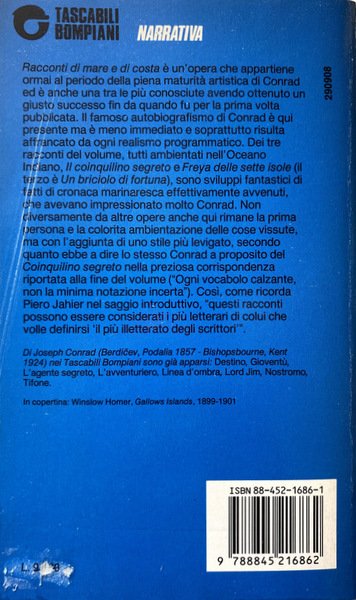 TASCABILI
BOMPIANI
NARRATIVA
290908
Racconti di mare e di costa è un'opera che appartiene
ormai al periodo della piena maturità artistica di Conrad
ed è anche una tra le più conosciute avendo ottenuto un
giusto successo fin da quando fu per la prima volta
pubblicata. Il famoso autobiografismo di Conrad è qui
presente ma è meno immediato e soprattutto risulta
affrancato da ogni realismo programmatico. Dei tre
racconti del volume, tutti ambientati nell'Oceano
Indiano, Il coinquilino segreto e Freya delle sette isole (il
terzo è Un briciolo di fortuna), sono sviluppi fantastici di
fatti di cronaca marinaresca effettivamente avvenuti,
che avevano impressionato molto Conrad. Non
diversamente da altre opere anche qui rimane la prima
persona e la colorita ambientazione delle cose vissute,
ma con l'aggiunta di uno stile più levigato, secondo
quanto ebbe a dire lo stesso Conrad a proposito del
Coinquilino segreto nella preziosa corrispondenza
riportata alla fine del volume ("Ogni vocabolo calzante,
non la minima notazione incerta"). Così, come ricorda
Piero Jahier nel saggio introduttivo, "questi racconti
possono essere considerati i più letterari di colui che
volle definirsi 'il più illetterato degli scrittori'".
Di Joseph Conrad (Berdičev, Podalia 1857 - Bishopsbourne, Kent
1924) nei Tascabili Bompiani sono già apparsi: Destino, Gioventù,
L'agente segreto, L'avventuriero, Linea d'ombra, Lord Jim, Nostromo,
Tifone.
In copertina: Winslow Homer, Gallows Islands, 1899-1901
ISBN 88-452-1686-1
9 788845 216862
L.